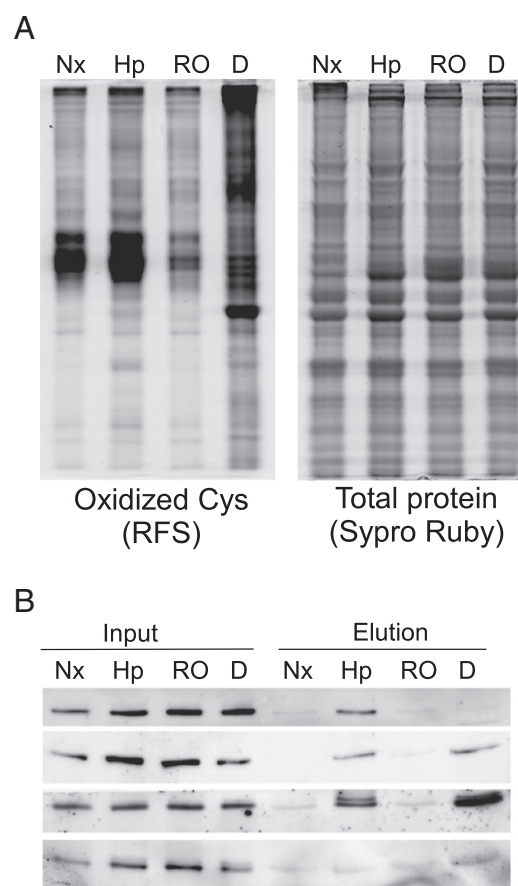 A
Nx Hp RO D Nx Hp RO D
Oxidized Cys
(RFS)
Total protein
(Sypro Ruby)
B
Input Elution
Nx Hp RO D Nx Hp RO D